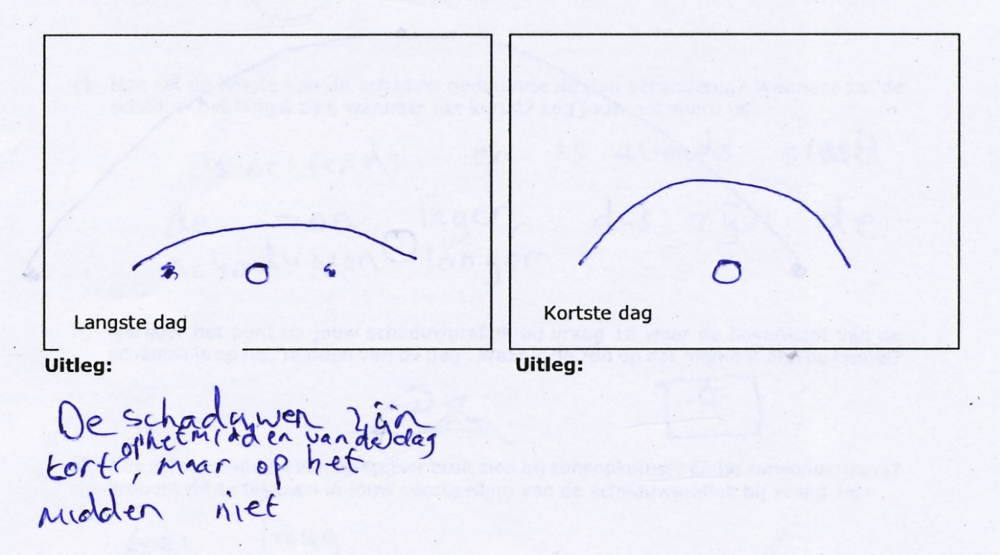 Langste dag
Kortste dag
Uitleg:
Uitleg:
De schaduwen zijn
op het midden van de dag
kort, maar op het
midden niet